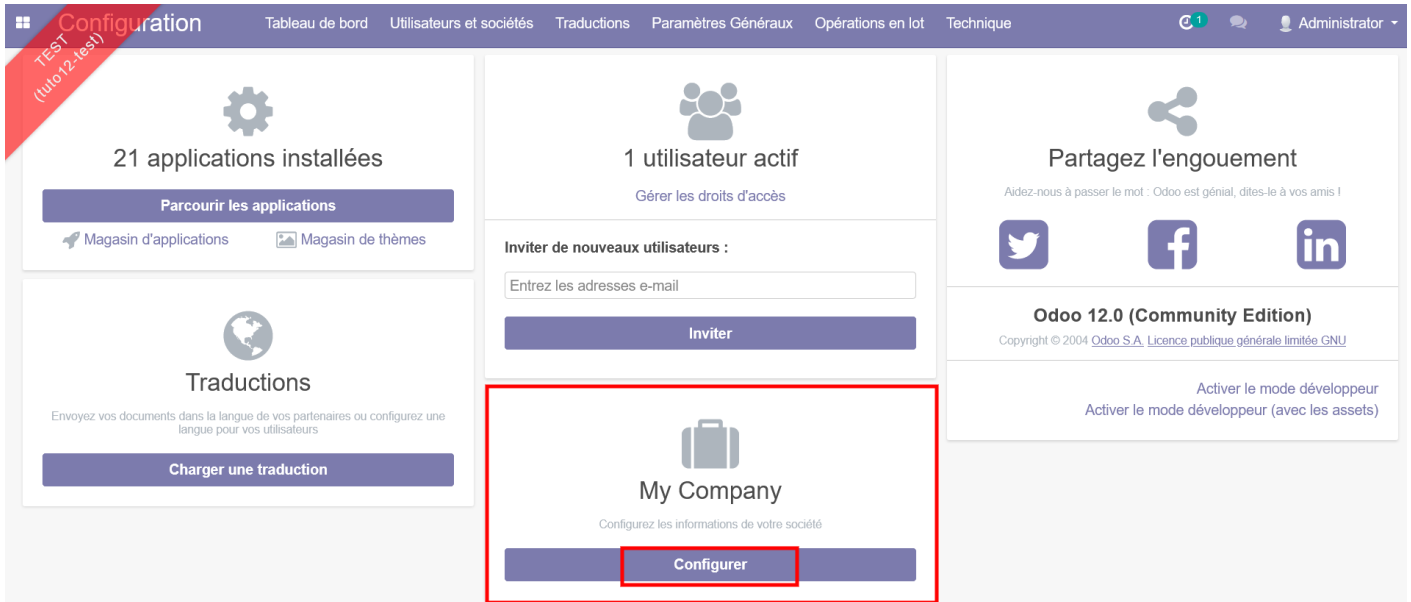 Configuration
Tableau de bord
Utilisateurs et sociétés
Traductions
Paramètres Généraux
Opérations en lot
Technique
1
Administrator
TEST
(tuto12-test)
21 applications installées
Parcourir les applications
Magasin d'applications
Magasin de thèmes
Traductions
Envoyez vos documents dans la langue de vos partenaires ou configurez une
langue pour vos utilisateurs
Charger une traduction
1 utilisateur actif
Gérer les droits d'accès
Inviter de nouveaux utilisateurs :
Entrez les adresses e-mail
Inviter
My Company
Configurez les informations de votre société
Configurer
Partagez l'engouement
Aidez-nous à passer le mot : Odoo est génial, dites-le à vos amis !
Odoo 12.0 (Community Edition)
Copyright © 2004 Odoo S.A. Licence publique générale limitée GNU
Activer le mode développeur
Activer le mode développeur (avec les assets)